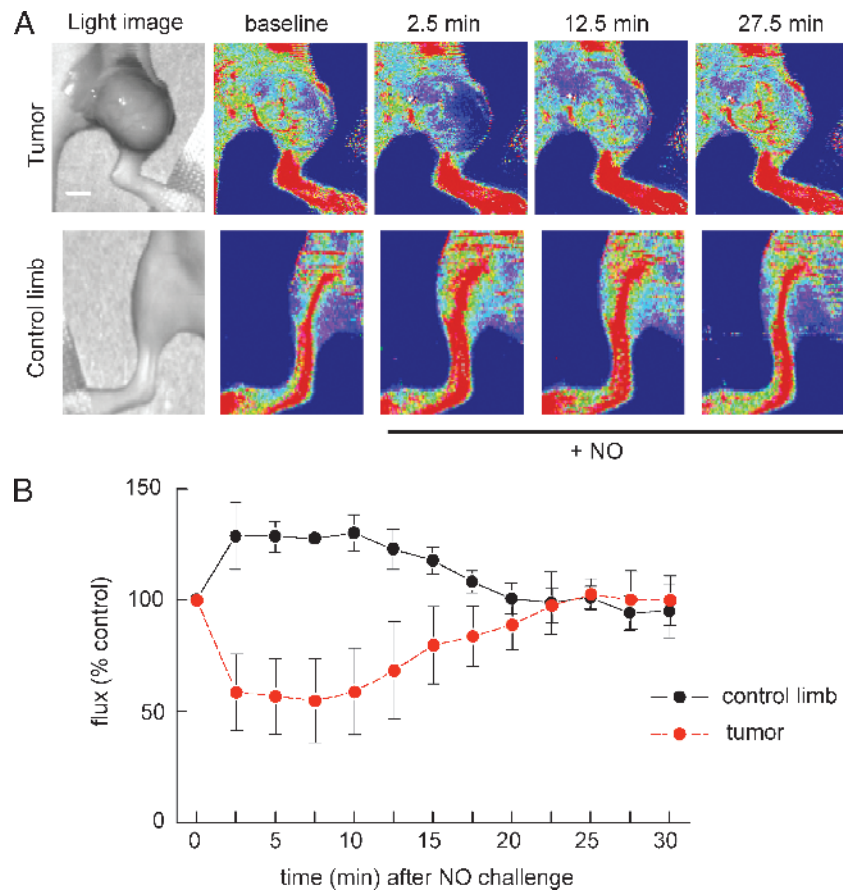 A
Light image baseline 2.5 min 12.5 min 27.5 min
Tumor
Control limb
+ NO
B
150
100
50
0
flux (% control)
0 5 10 15 20 25 30
time (min) after NO challenge
control limb
tumor